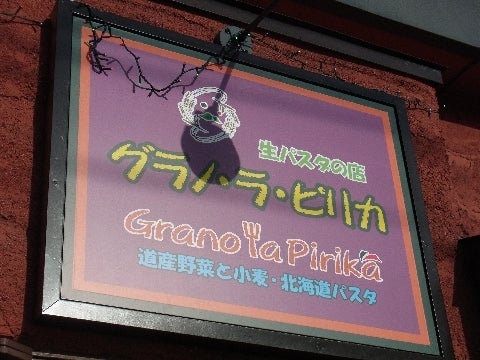 生パスタの店
グラノ・ラ・ピリカ
Grano la Pirika
道産野菜と小麦・北海道パスタ